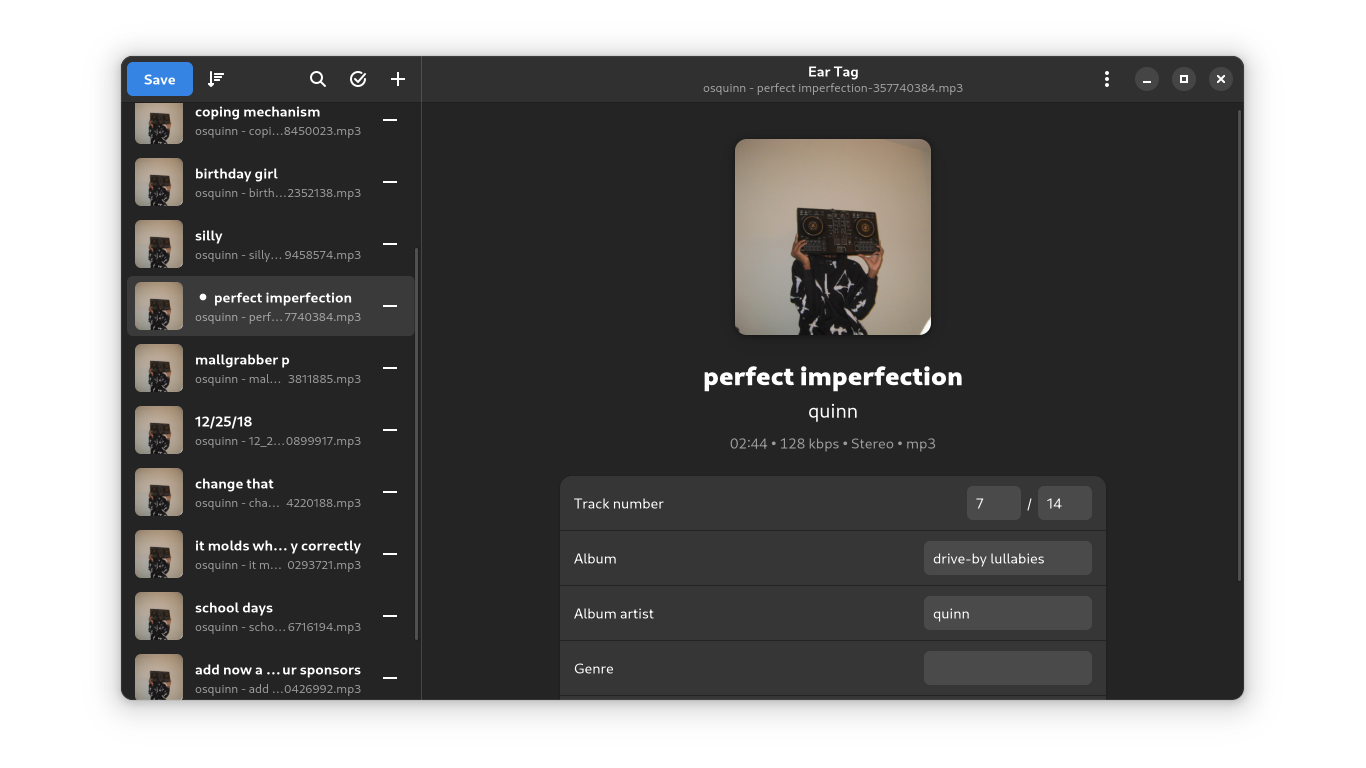 Save
Ear Tag
osquinn - perfect imperfection-357740384.mp3
coping mechanism
osquinn - copi...8450023.mp3
birthday girl
osquinn - birth...2352138.mp3
silly
osquinn - silly... 9458574.mp3
• perfect imperfection
osquinn - perf...7740384.mp3
mallgrabber p
osquinn - mal... 3811885.mp3
12/25/18
osquinn - 12_2...0899917.mp3
change that
osquinn - cha... 4220188.mp3
it molds wh... y correctly
osquinn - it m... 0293721.mp3
school days
osquinn - scho...6716194.mp3
add now a ... ur sponsors
osquinn - add ...0426992.mp3
perfect imperfection
quinn
02:44 • 128 kbps • Stereo • mp3
Track number 7 / 14
Album drive-by lullabies
Album artist quinn
Genre